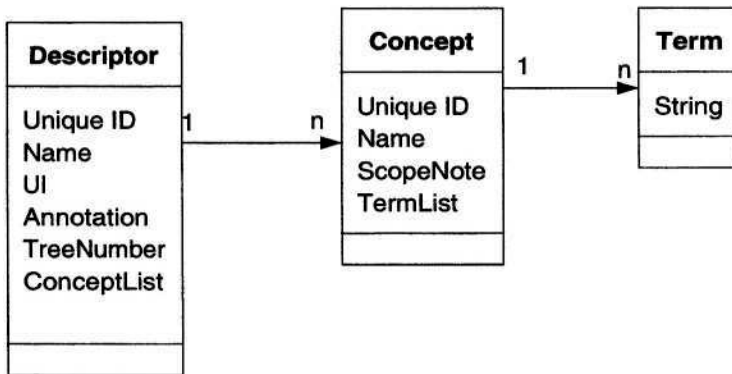 Descriptor
Unique ID
Name
UI
Annotation
TreeNumber
ConceptList
1
n
Concept
Unique ID
Name
ScopeNote
TermList
1
n
Term
String